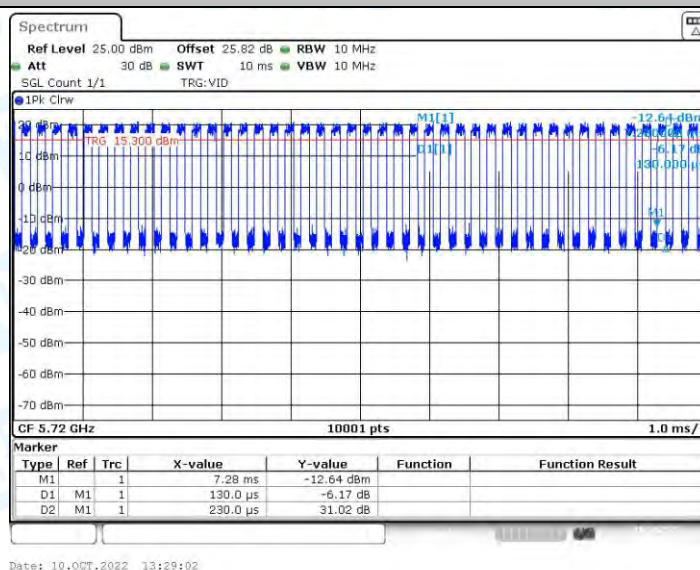 Spectrum
Ref Level 25.00 dBm Offset 25.82 dB RBW 10 MHz
Att 30 dB SWT 10 ms VBW 10 MHz
SGL Count 1/1 TRG:VID
1Pk Clrw
M1[1] -12.64 dBm
20 dBm
TRG 15.300 dBm
D1[1] -6.17 dB
10 dBm 130.000 µs
0 dBm
-10 dBm
M1
-20 dBm
-30 dBm
-40 dBm
-50 dBm
-60 dBm
-70 dBm
CF 5.72 GHz 10001 pts 1.0 ms/
Marker
Type Ref Trc X-value Y-value Function Function Result
M1 1 7.28 ms -12.64 dBm
D1 M1 1 130.0 µs -6.17 dB
D2 M1 1 230.0 µs 31.02 dB
Date: 10.OCT.2022 13:29:02